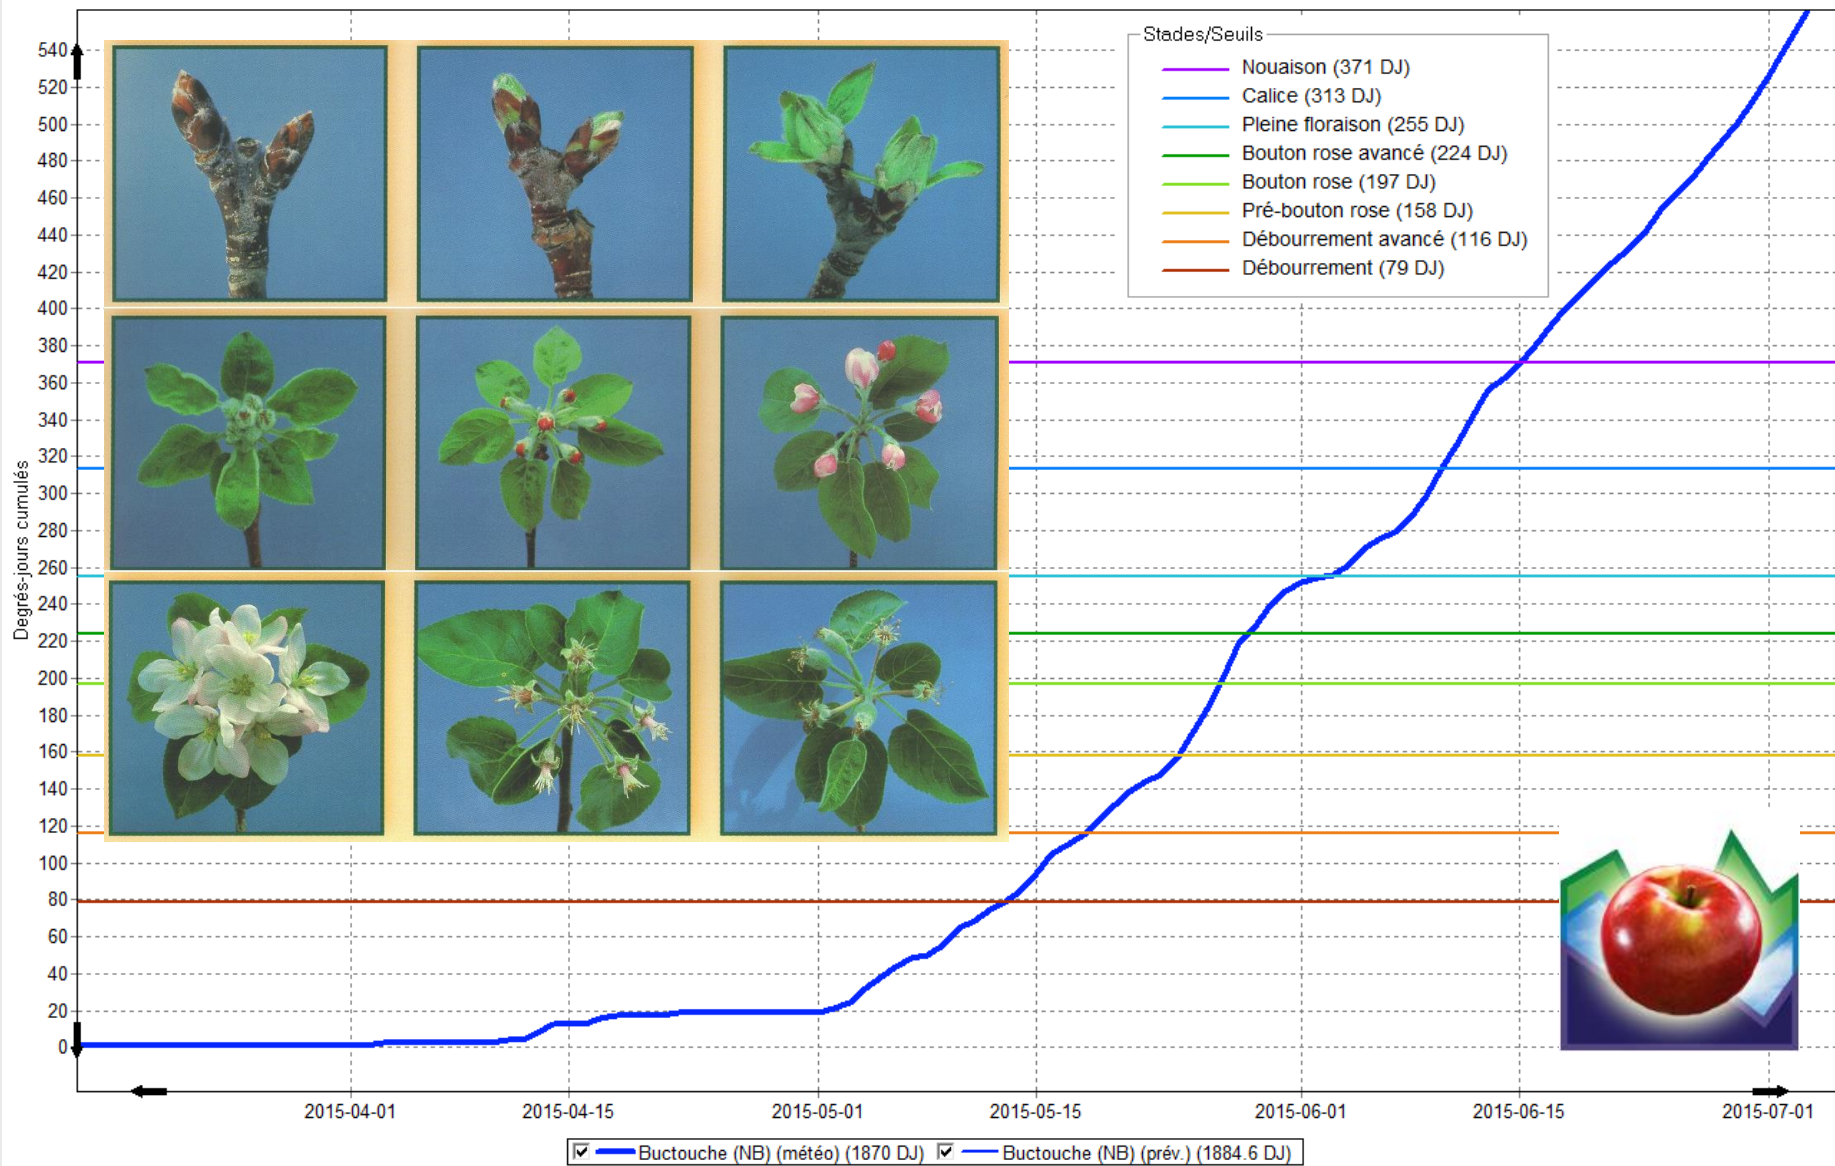 Stades/Seuils
Nouaison (371 DJ)
Calice (313 DJ)
Pleine floraison (255 DJ)
Bouton rose avancé (224 DJ)
Bouton rose (197 DJ)
Pré-bouton rose (158 DJ)
Débourrement avancé (116 DJ)
Débourrement (79 DJ)
Degrés-jours cumulés
540
520
500
480
460
440
420
400
380
360
340
320
300
280
260
240
220
200
180
160
140
120
100
80
60
40
20
0
2015-04-01
2015-04-15
2015-05-01
2015-05-15
2015-06-01
2015-06-15
2015-07-01
Buctouche (NB) (météo) (1870 DJ)
Buctouche (NB) (prév.) (1884.6 DJ)